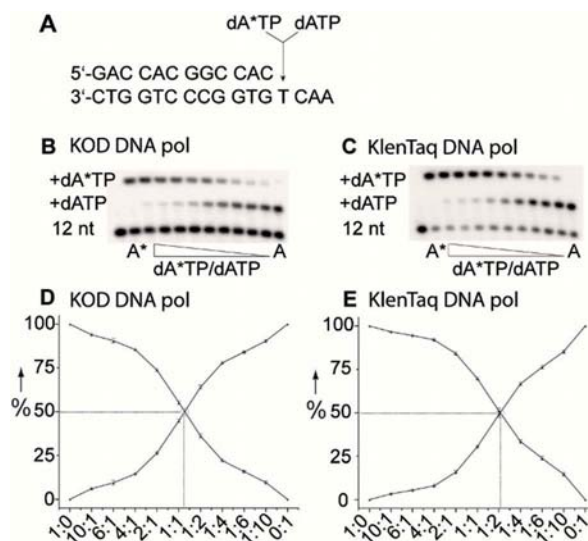 A
dA*TP dATP
5'-GAC CAC GGC CAC
3'-CTG GTC CCG GTG T CAA
B KOD DNA pol
+dA*TP
+dATP
12 nt
A* A
dA*TP/dATP
C KlenTaq DNA pol
+dA*TP
+dATP
12 nt
A* A
dA*TP/dATP
D KOD DNA pol
100
75
%50
25
0
1:0 10:1 6:1 4:1 2:1 1:1 1:2 1:4 1:6 1:10 0:1
E KlenTaq DNA pol
100
75
%50
25
0
1:0 10:1 6:1 4:1 2:1 1:1 1:2 1:4 1:6 1:10 0:1